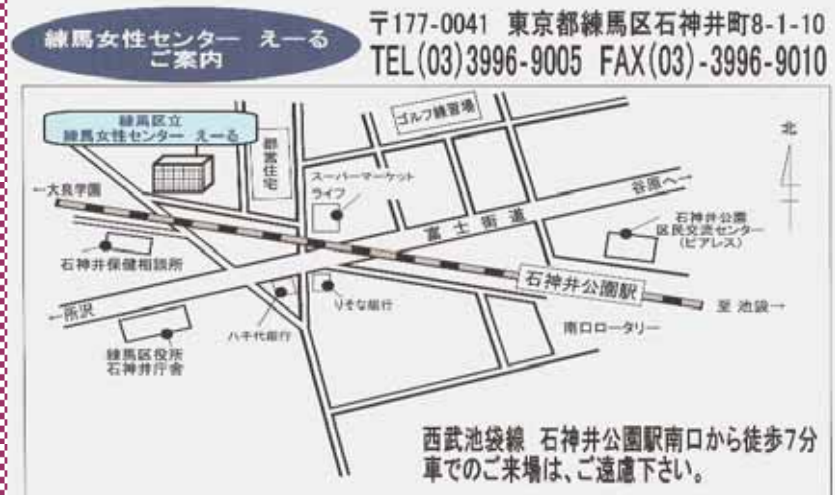 練馬女性センター えーる
ご案内
〒177-0041 東京都練馬区石神井町8-1-10
TEL(03)3996-9005 FAX(03)-3996-9010
練馬区立
練馬女性センター えーる
都営住宅
ゴルフ練習場
北
スーパーマーケット
ライフ
←大泉学園
谷原へ→
富士街道
石神井公園
区民交流センター
(ピアレス)
石神井保健相談所
石神井公園駅
りそな銀行
至 池袋→
←所沢
八千代銀行
南口ロータリー
練馬区役所
石神井庁舎
西武池袋線 石神井公園駅南口から徒歩7分
車でのご来場は、ご遠慮下さい。